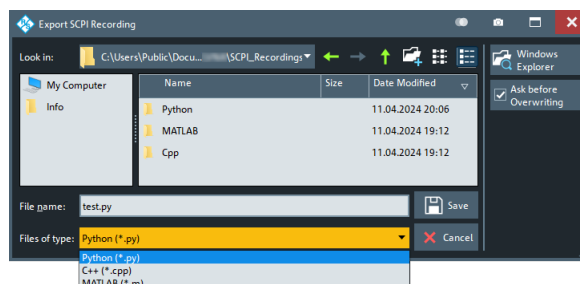 Export SCPI Recording
Look in: C:\Users\Public\Docu... \SCPI_Recordings
Windows Explorer
My Computer
Info
Name Size Date Modified
Python 11.04.2024 20:06
MATLAB 11.04.2024 19:12
Cpp 11.04.2024 19:12
Ask before Overwriting
File name: test.py Save
Files of type: Python (*.py) Cancel
Python (*.py)
C++ (*.cpp)
MATLAB (*.m)